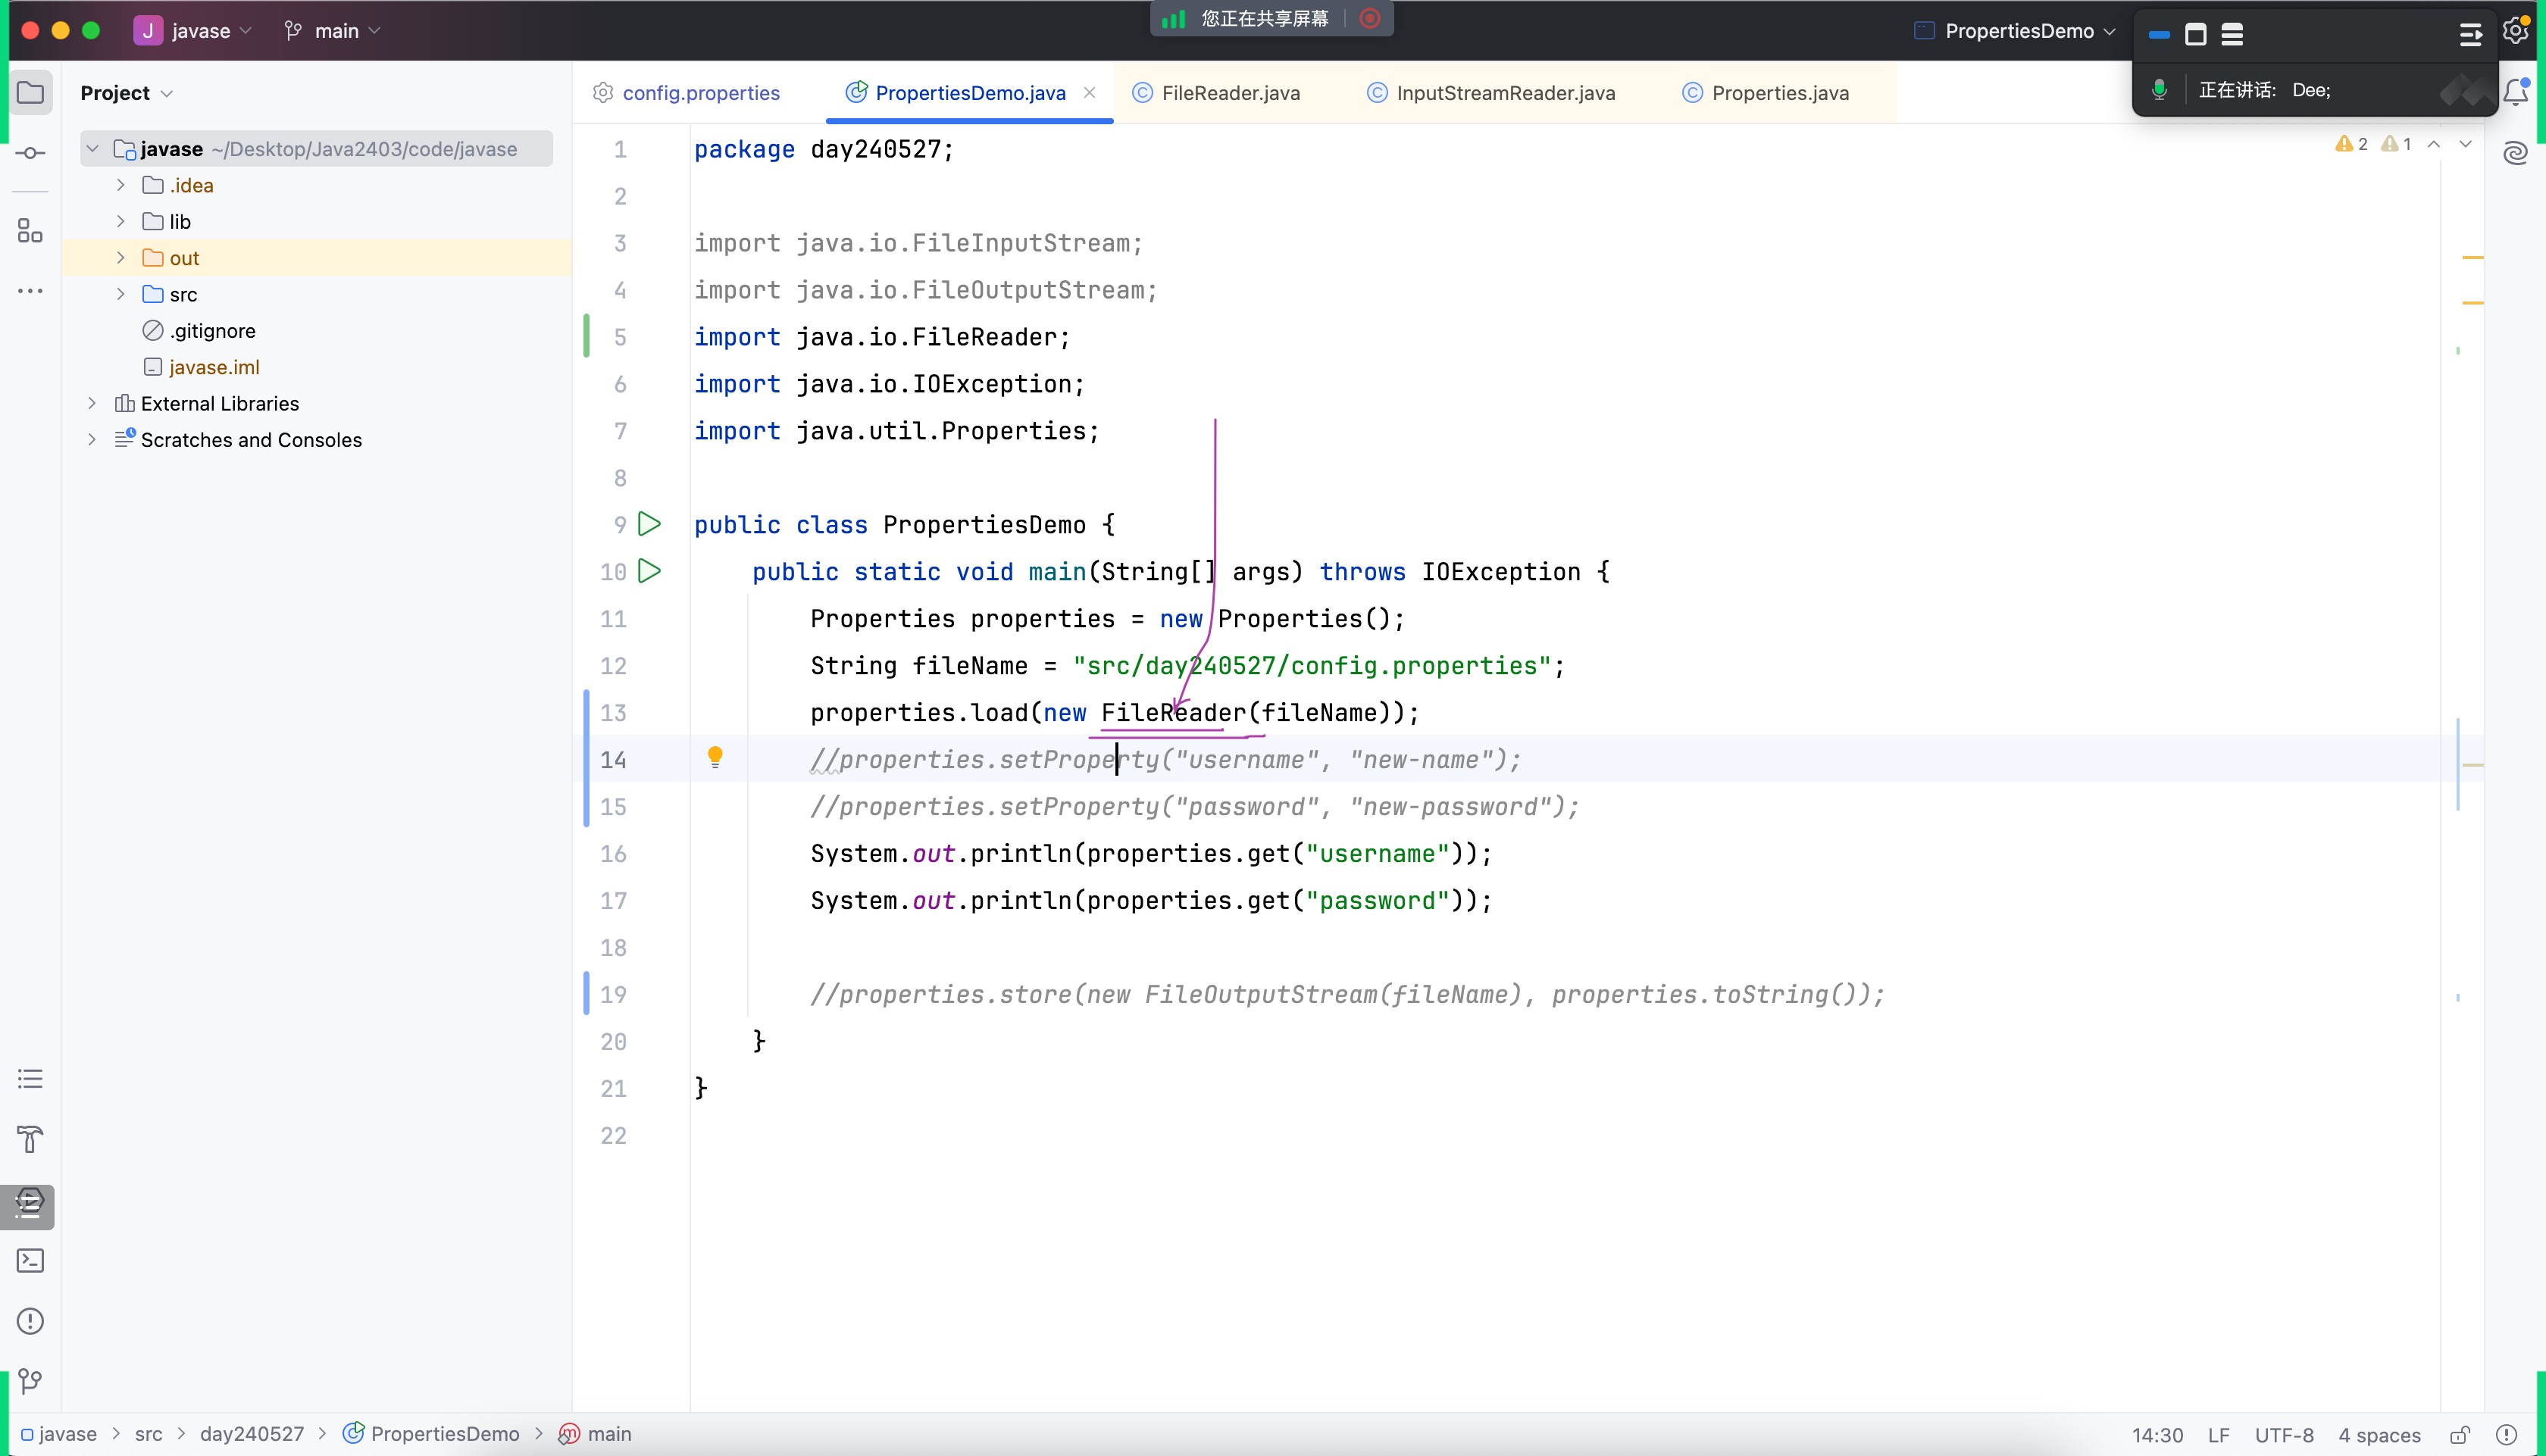 J javase main 您正在共享屏幕 PropertiesDemo
正在讲话: Dee;
Project
config.properties PropertiesDemo.java FileReader.java InputStreamReader.java Properties.java
javase ~/Desktop/Java2403/code/javase
.idea
lib
out
src
.gitignore
javase.iml
External Libraries
Scratches and Consoles
2 1
1 package day240527;
2
3 import java.io.FileInputStream;
4 import java.io.FileOutputStream;
5 import java.io.FileReader;
6 import java.io.IOException;
7 import java.util.Properties;
8
9 public class PropertiesDemo {
10 public static void main(String[] args) throws IOException {
11 Properties properties = new Properties();
12 String fileName = "src/day240527/config.properties";
13 properties.load(new FileReader(fileName));
14 //properties.setProperty("username", "new-name");
15 //properties.setProperty("password", "new-password");
16 System.out.println(properties.get("username"));
17 System.out.println(properties.get("password"));
18
19 //properties.store(new FileOutputStream(fileName), properties.toString());
20 }
21 }
22
javase > src > day240527 > PropertiesDemo > main 14:30 LF UTF-8 4 spaces